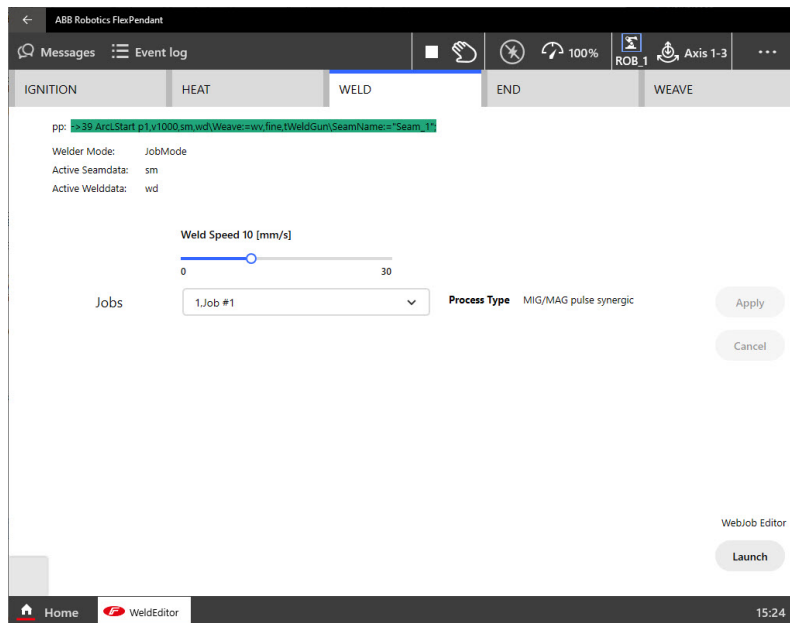 ABB Robotics FlexPendant
Messages Event log 100% ROB_1 Axis 1-3 ...
IGNITION HEAT WELD END WEAVE
pp: ->39 ArcLStart p1,v1000,sm,wd\Weave:=wv,fine,tWeldGun\SeamName:="Seam_1";
Welder Mode: JobMode
Active Seamdata: sm
Active Welddata: wd
Weld Speed 10 [mm/s]
0 30
Jobs 1.Job #1 Process Type MIG/MAG pulse synergic Apply
Cancel
WebJob Editor
Launch
Home F WeldEditor 15:24